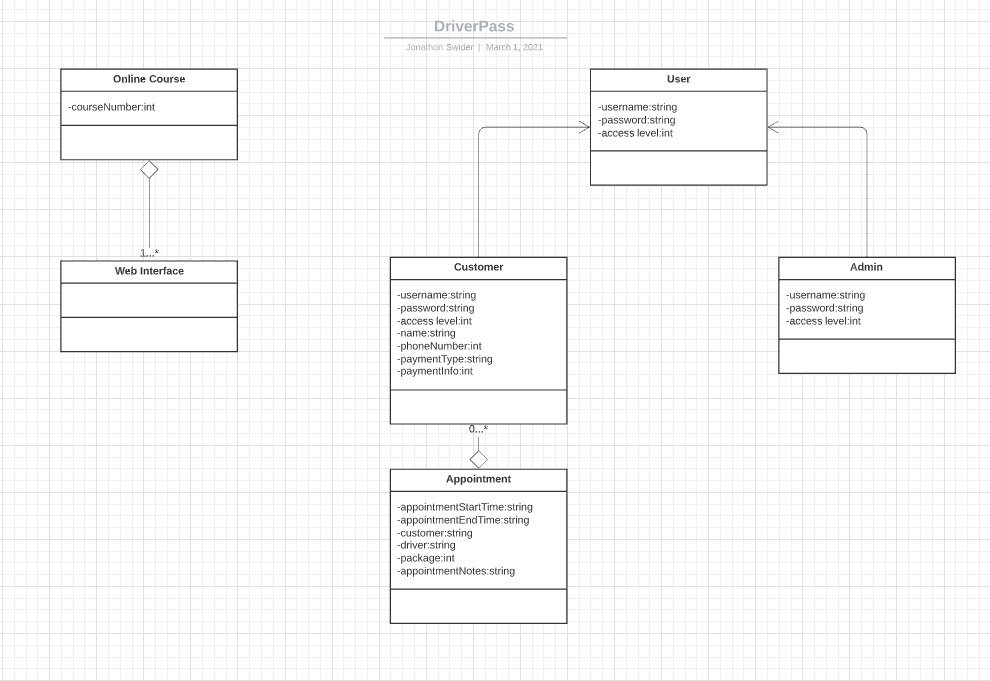 DriverPass
Jonathon Swider | March 1, 2021
Online Course
-courseNumber:int
1...*
Web Interface
User
-username:string
-password:string
-access level:int
Customer
-username:string
-password:string
-access level:int
-name:string
-phoneNumber:int
-paymentType:string
-paymentInfo:int
0...*
Appointment
-appointmentStartTime:string
-appointmentEndTime:string
-customer:string
-driver:string
-package:int
-appointmentNotes:string
Admin
-username:string
-password:string
-access level:int